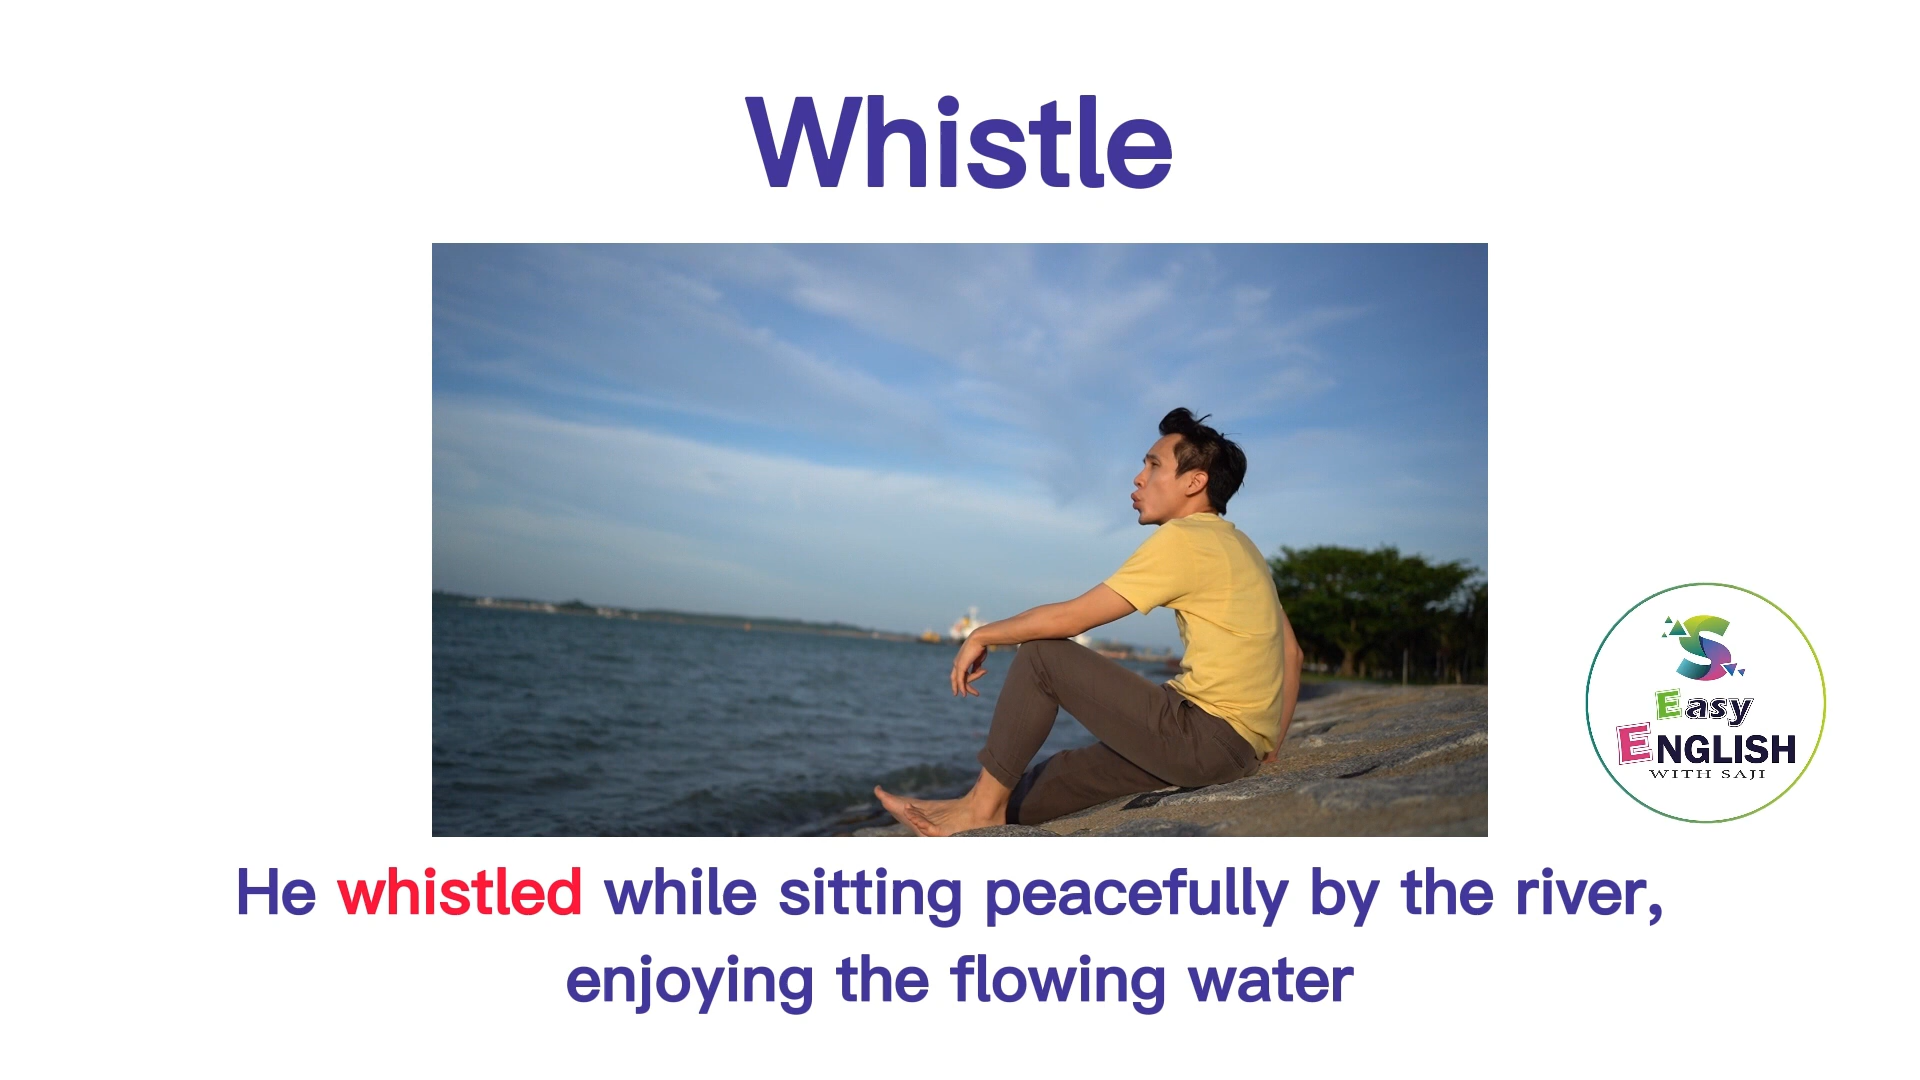 Whistle
Easy
ENGLISH
WITH SAJI
He whistled while sitting peacefully by the river,
enjoying the flowing water